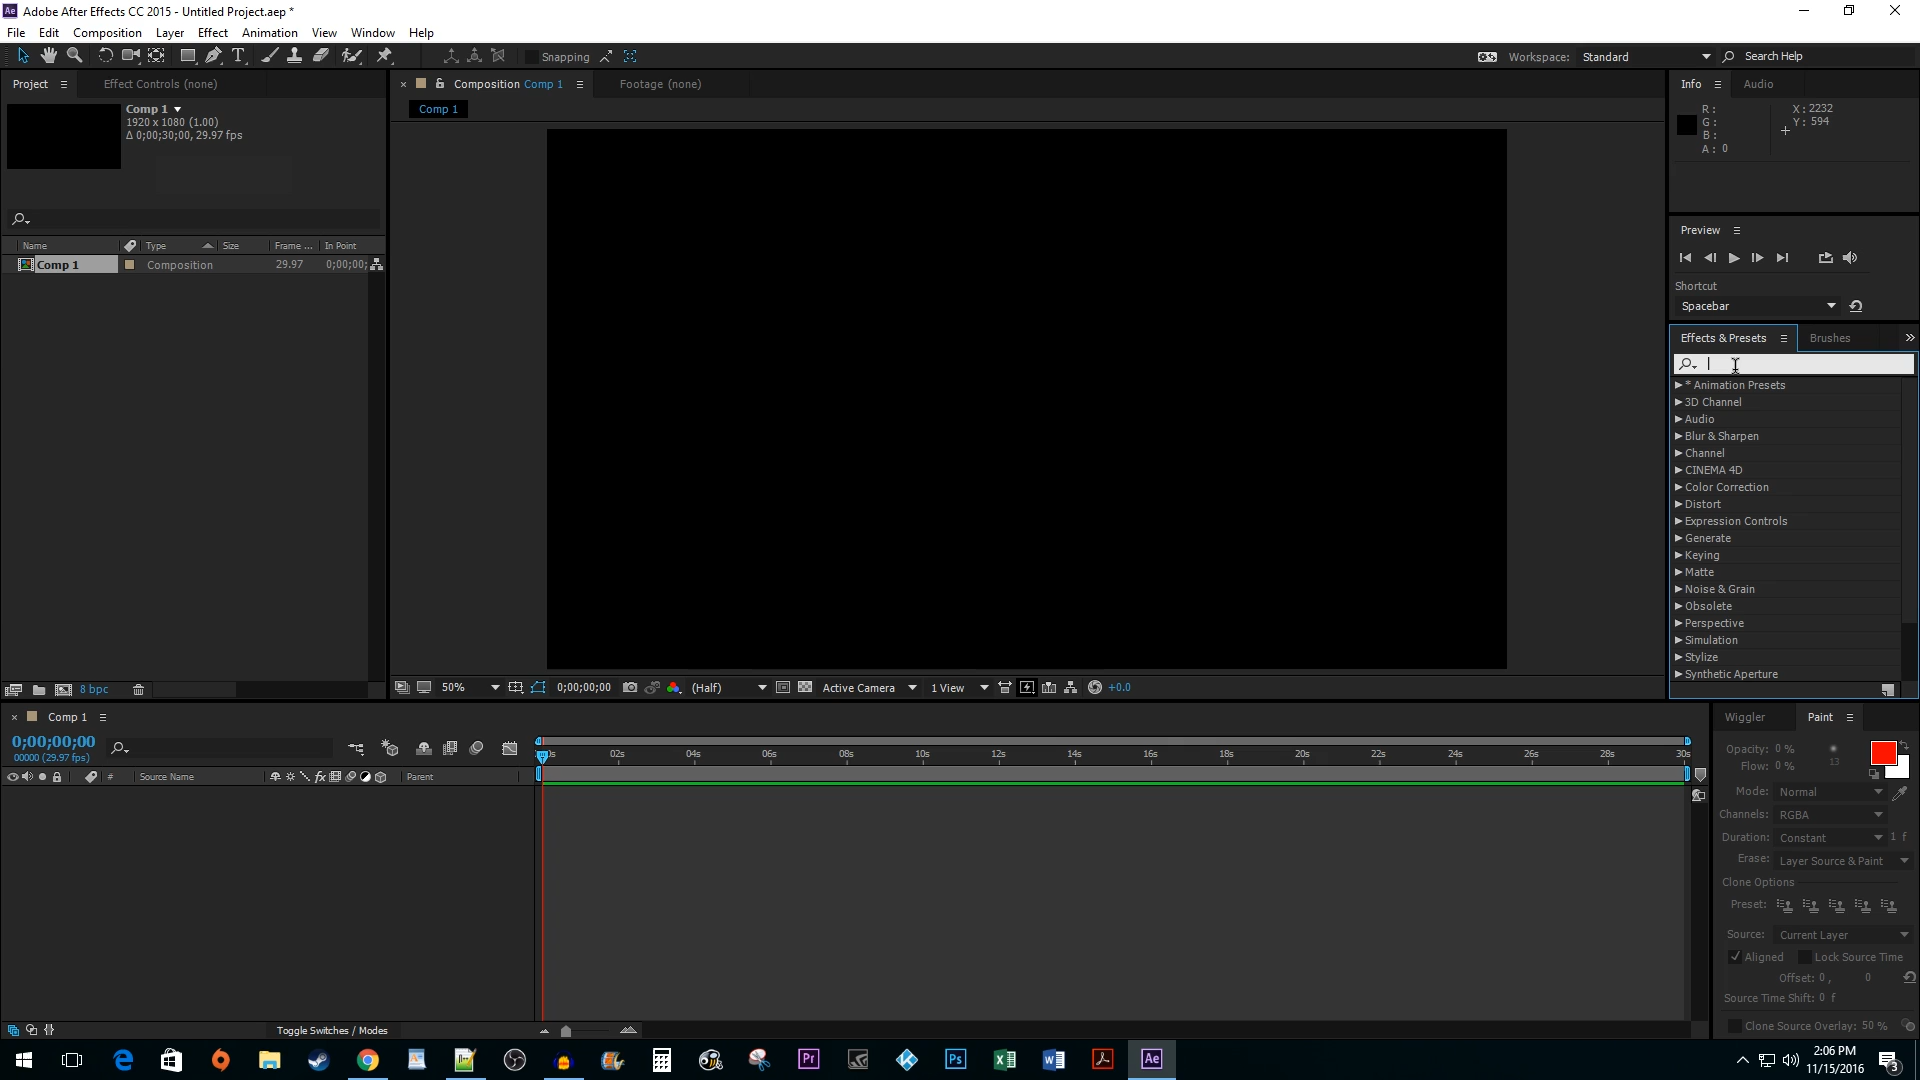 Ae Adobe After Effects CC 2015 - Untitled Project.aep *
File Edit Composition Layer Effect Animation View Window Help
Snapping
Workspace: Standard
Search Help
Project
Effect Controls (none)
Comp 1
1920 x 1080 (1.00)
Δ 0;00;30;00, 29.97 fps
Name Type Size Frame ... In Point
Comp 1 Composition 29.97 0;00;00;
8 bpc
Composition Comp 1
Footage (none)
Comp 1
50% 0;00;00;00 (Half) Active Camera 1 View +0.0
Info Audio
R:
G:
B:
A: 0
X: 2232
Y: 594
Preview
Shortcut
Spacebar
Effects & Presets Brushes
* Animation Presets
3D Channel
Audio
Blur & Sharpen
Channel
CINEMA 4D
Color Correction
Distort
Expression Controls
Generate
Keying
Matte
Noise & Grain
Obsolete
Perspective
Simulation
Stylize
Synthetic Aperture
Comp 1
0;00;00;00
00000 (29.97 fps)
# Source Name Parent
02s 04s 06s 08s 10s 12s 14s 16s 18s 20s 22s 24s 26s 28s 30s
Toggle Switches / Modes
Wiggler Paint
Opacity: 0 %
Flow: 0 %
13
Mode: Normal
Channels: RGBA
Duration: Constant 1 f
Erase: Layer Source & Paint
Clone Options
Preset:
Source: Current Layer
Aligned Lock Source Time
Offset: 0 , 0
Source Time Shift: 0 f
Clone Source Overlay: 50 %
Pr Ps Ae
2:06 PM
11/15/2016
3